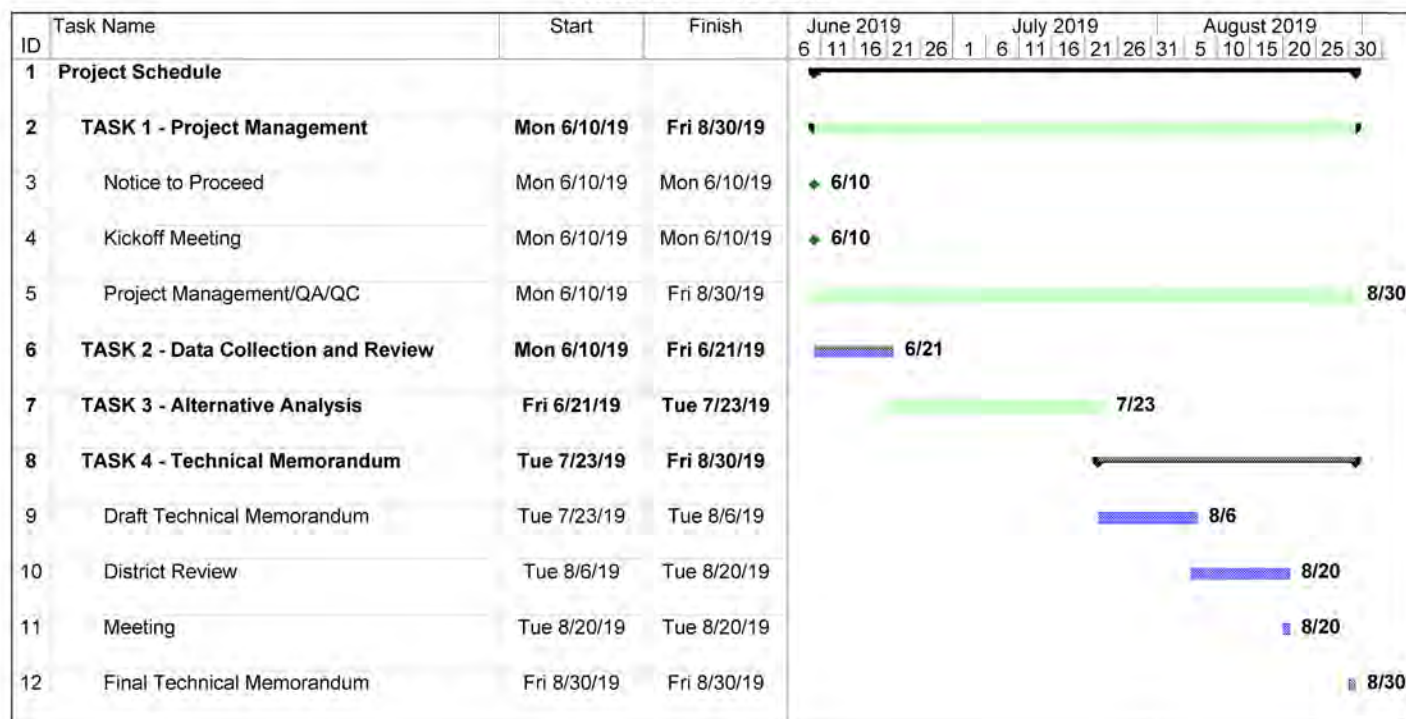 Task Name Start Finish June 2019 July 2019 August 2019
ID 6 11 16 21 26 1 6 11 16 21 26 31 5 10 15 20 25 30
1 Project Schedule
2 TASK 1 - Project Management Mon 6/10/19 Fri 8/30/19
3 Notice to Proceed Mon 6/10/19 Mon 6/10/19 6/10
4 Kickoff Meeting Mon 6/10/19 Mon 6/10/19 6/10
5 Project Management/QA/QC Mon 6/10/19 Fri 8/30/19 8/30
6 TASK 2 - Data Collection and Review Mon 6/10/19 Fri 6/21/19 6/21
7 TASK 3 - Alternative Analysis Fri 6/21/19 Tue 7/23/19 7/23
8 TASK 4 - Technical Memorandum Tue 7/23/19 Fri 8/30/19
9 Draft Technical Memorandum Tue 7/23/19 Tue 8/6/19 8/6
10 District Review Tue 8/6/19 Tue 8/20/19 8/20
11 Meeting Tue 8/20/19 Tue 8/20/19 8/20
12 Final Technical Memorandum Fri 8/30/19 Fri 8/30/19 8/30